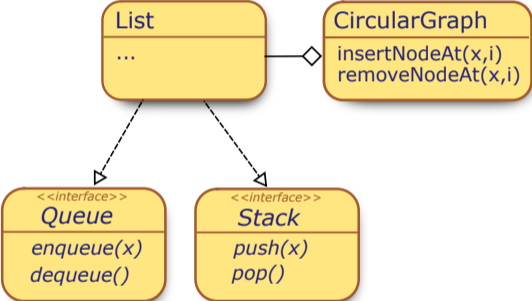 List
...
CircularGraph
insertNodeAt(x,i)
removeNodeAt(x,i)
<<interface>>
Queue
enqueue(x)
dequeue()
<<interface>>
Stack
push(x)
pop()